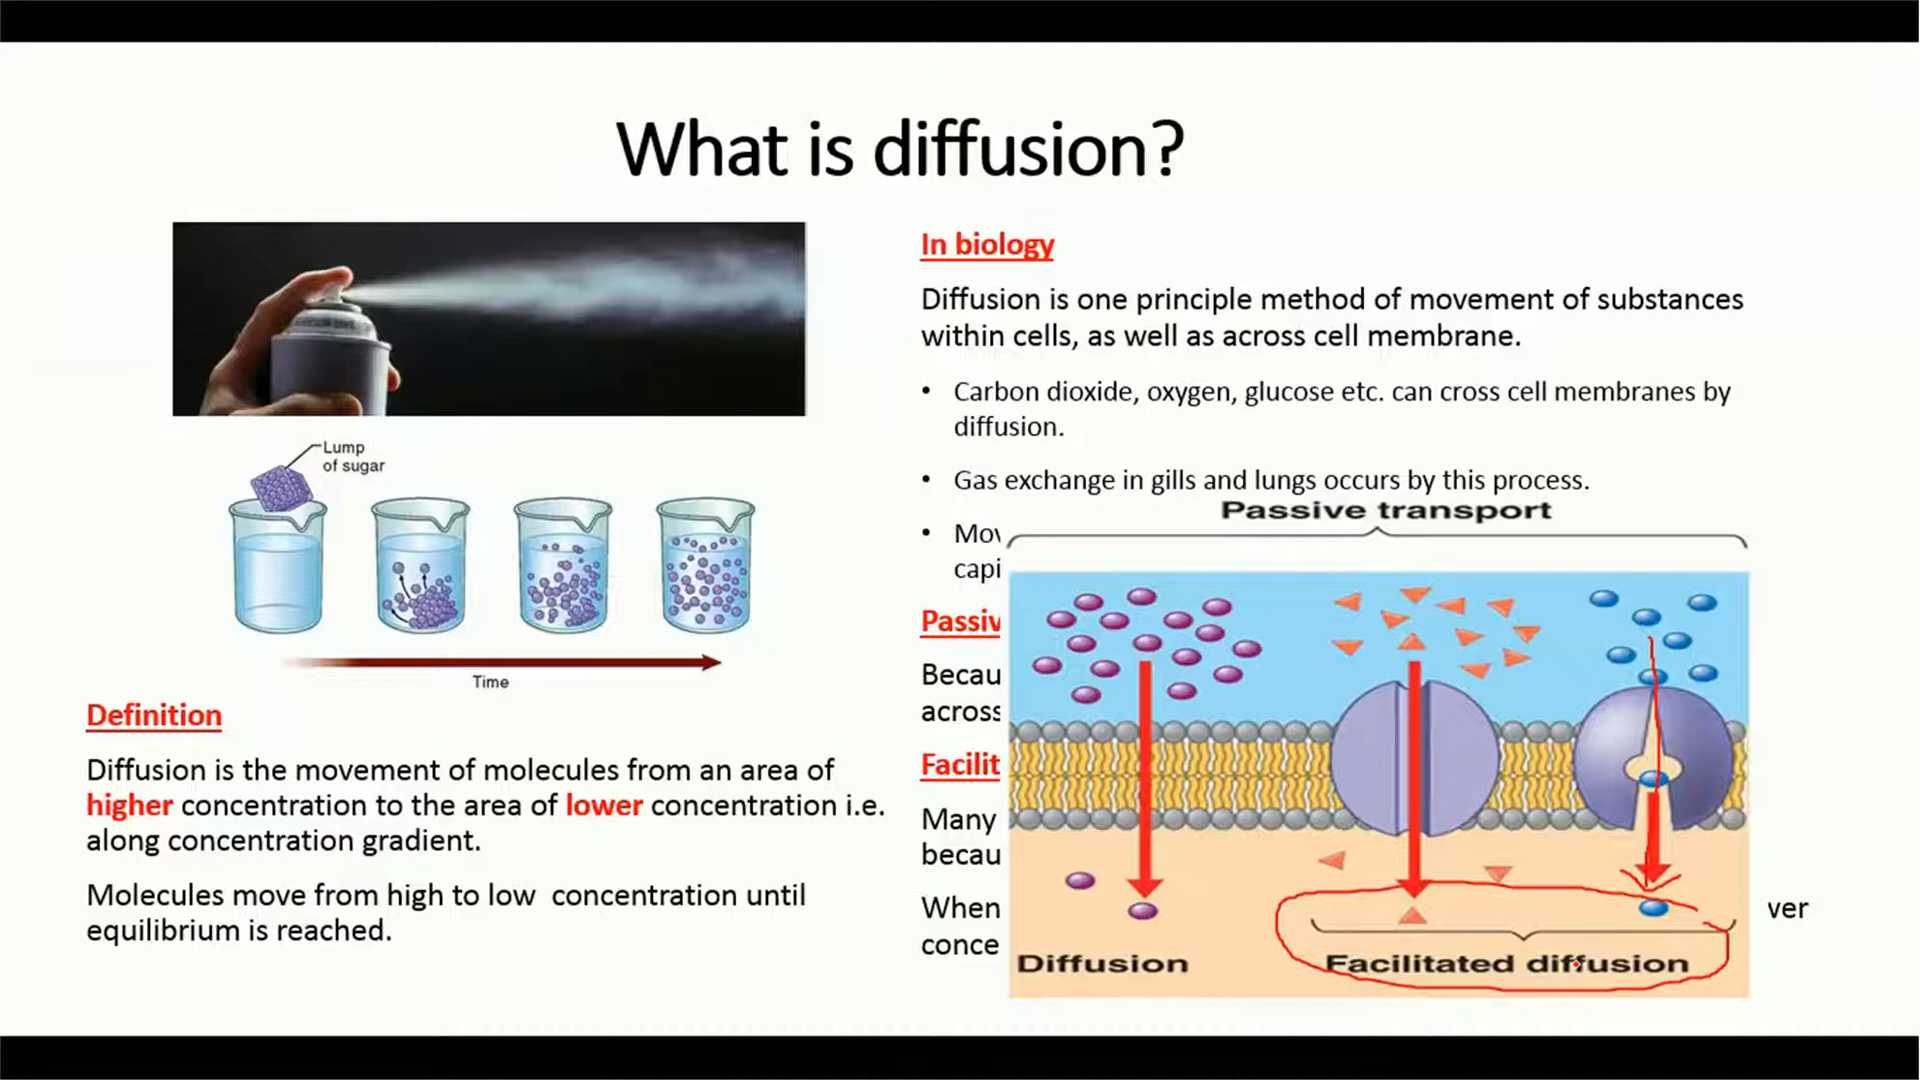 What is diffusion?
Lump
of sugar
Time
Definition
Diffusion is the movement of molecules from an area of
higher concentration to the area of lower concentration i.e.
along concentration gradient.
Molecules move from high to low concentration until
equilibrium is reached.
In biology
Diffusion is one principle method of movement of substances
within cells, as well as across cell membrane.
• Carbon dioxide, oxygen, glucose etc. can cross cell membranes by
diffusion.
• Gas exchange in gills and lungs occurs by this process.
• Mov
capi
Passiv
Becau
across
Facilit
Many
becau
When ver
conce
Passive transport
Diffusion
Facilitated diffusion